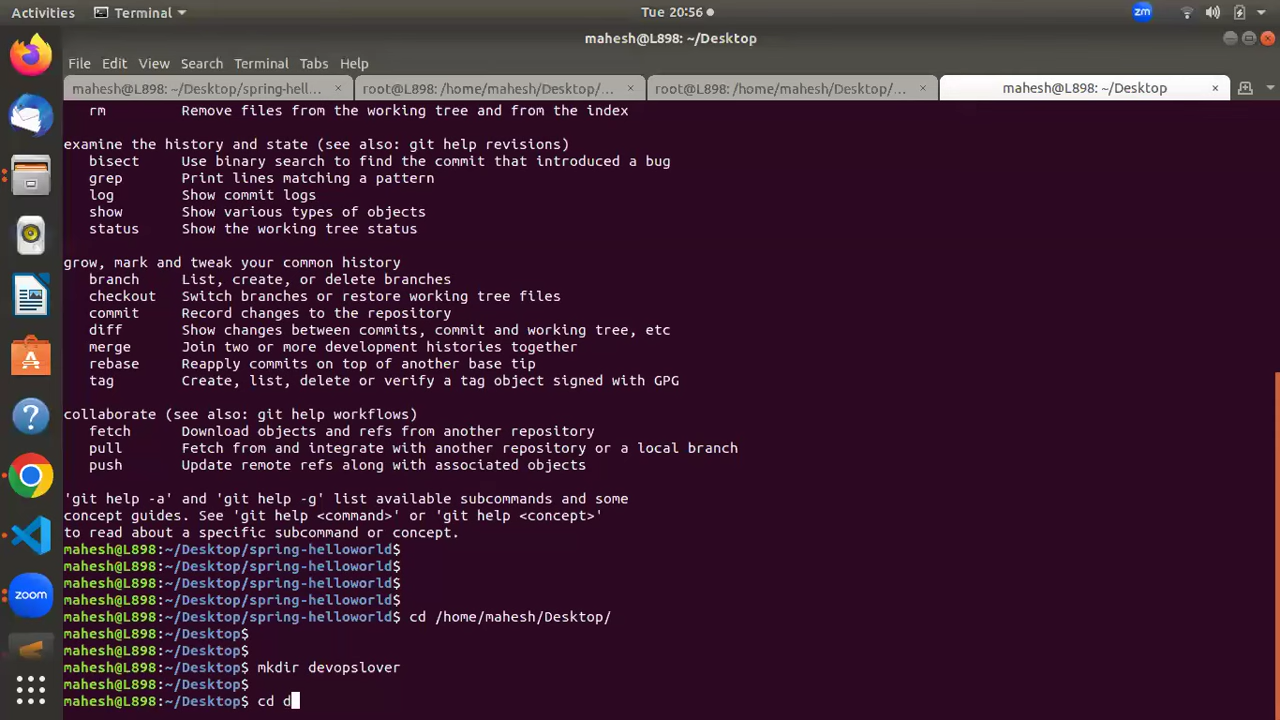 Activities
Terminal
Tue 20:56
zm
mahesh@L898: ~/Desktop
File Edit View Search Terminal Tabs Help
mahesh@L898: ~/Desktop/spring-hell... × root@L898: /home/mahesh/Desktop/... × root@L898: /home/mahesh/Desktop/... × mahesh@L898: ~/Desktop ×
rm Remove files from the working tree and from the index
examine the history and state (see also: git help revisions)
bisect Use binary search to find the commit that introduced a bug
grep Print lines matching a pattern
log Show commit logs
show Show various types of objects
status Show the working tree status
grow, mark and tweak your common history
branch List, create, or delete branches
checkout Switch branches or restore working tree files
commit Record changes to the repository
diff Show changes between commits, commit and working tree, etc
merge Join two or more development histories together
rebase Reapply commits on top of another base tip
tag Create, list, delete or verify a tag object signed with GPG
collaborate (see also: git help workflows)
fetch Download objects and refs from another repository
pull Fetch from and integrate with another repository or a local branch
push Update remote refs along with associated objects
'git help -a' and 'git help -g' list available subcommands and some
concept guides. See 'git help <command>' or 'git help <concept>'
to read about a specific subcommand or concept.
mahesh@L898:~/Desktop/spring-helloworld$
mahesh@L898:~/Desktop/spring-helloworld$
mahesh@L898:~/Desktop/spring-helloworld$
mahesh@L898:~/Desktop/spring-helloworld$
mahesh@L898:~/Desktop/spring-helloworld$ cd /home/mahesh/Desktop/
mahesh@L898:~/Desktop$
mahesh@L898:~/Desktop$
mahesh@L898:~/Desktop$ mkdir devopslover
mahesh@L898:~/Desktop$
mahesh@L898:~/Desktop$ cd d
zoom